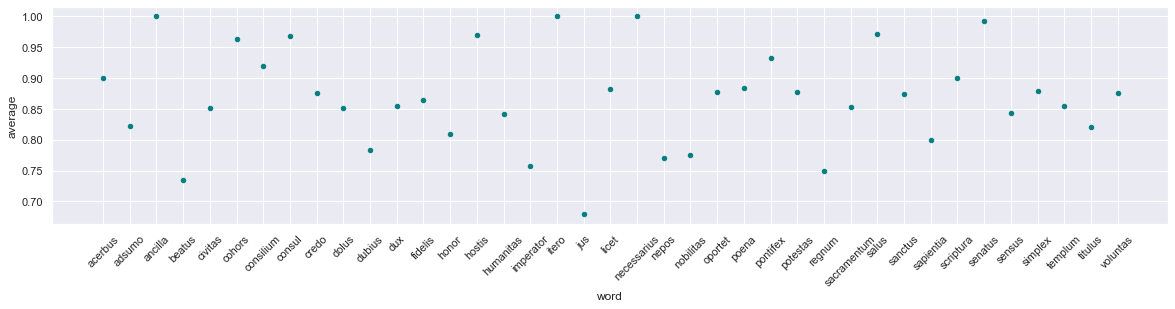 1.00
0.95
0.90
0.85
0.80
0.75
0.70
average
acerbus adsumo ancilla beatus civitas cohors consilium consul credo dolus dubius dux fidelis honor hostis humanitas imperator itero jus licet necessarius nepos nobilitas oportet poena pontifex potestas regnum sacramentum salus sanctus sapientia scriptura senatus sensus simplex templum titulus voluntas
word